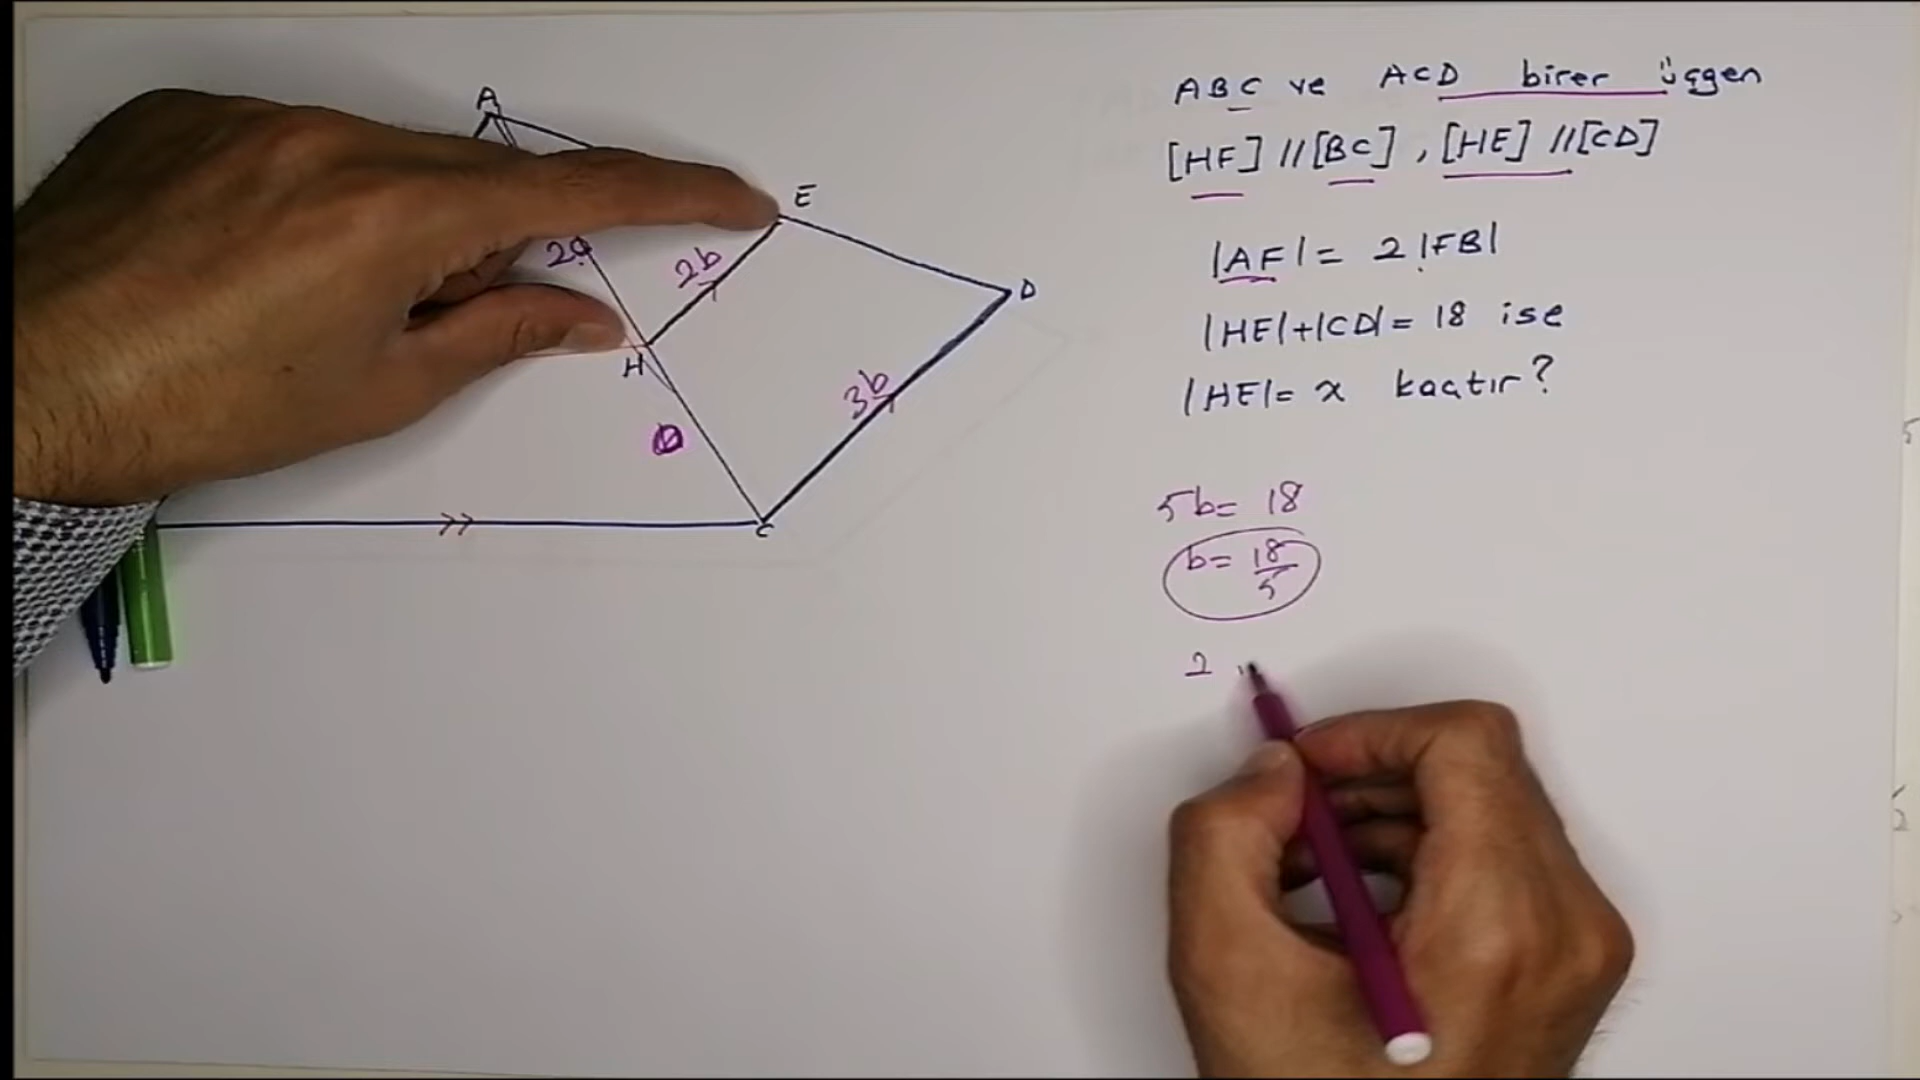 A
E
2b
D
H
3b
C
ABC ve ACD birer üçgen
[HF] // [BC] , [HE] // [CD]
|AF| = 2 |FB|
|HE|+|CD| = 18 ise
|HE| = x kaçtır?
5b = 18
b = 18/5
2